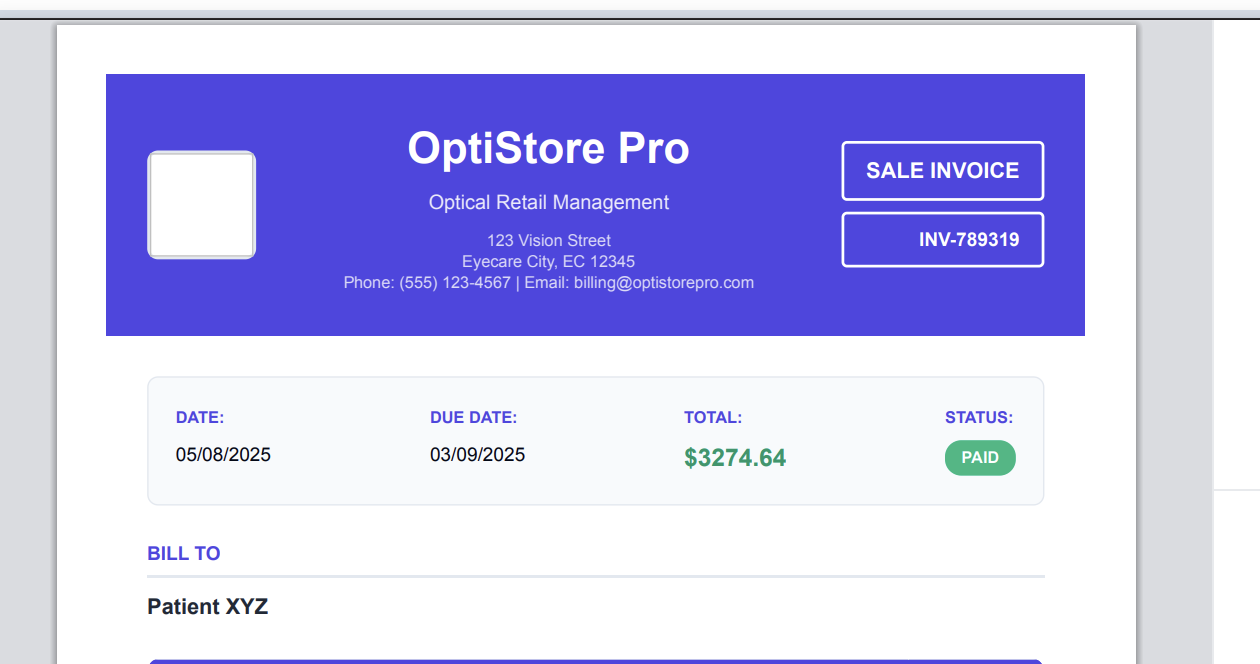 OptiStore Pro
Optical Retail Management
123 Vision Street
Eyecare City, EC 12345
Phone: (555) 123-4567 | Email: billing@optistorepro.com
SALE INVOICE
INV-789319
DATE: DUE DATE: TOTAL: STATUS:
05/08/2025 03/09/2025 $3274.64 PAID
BILL TO
Patient XYZ